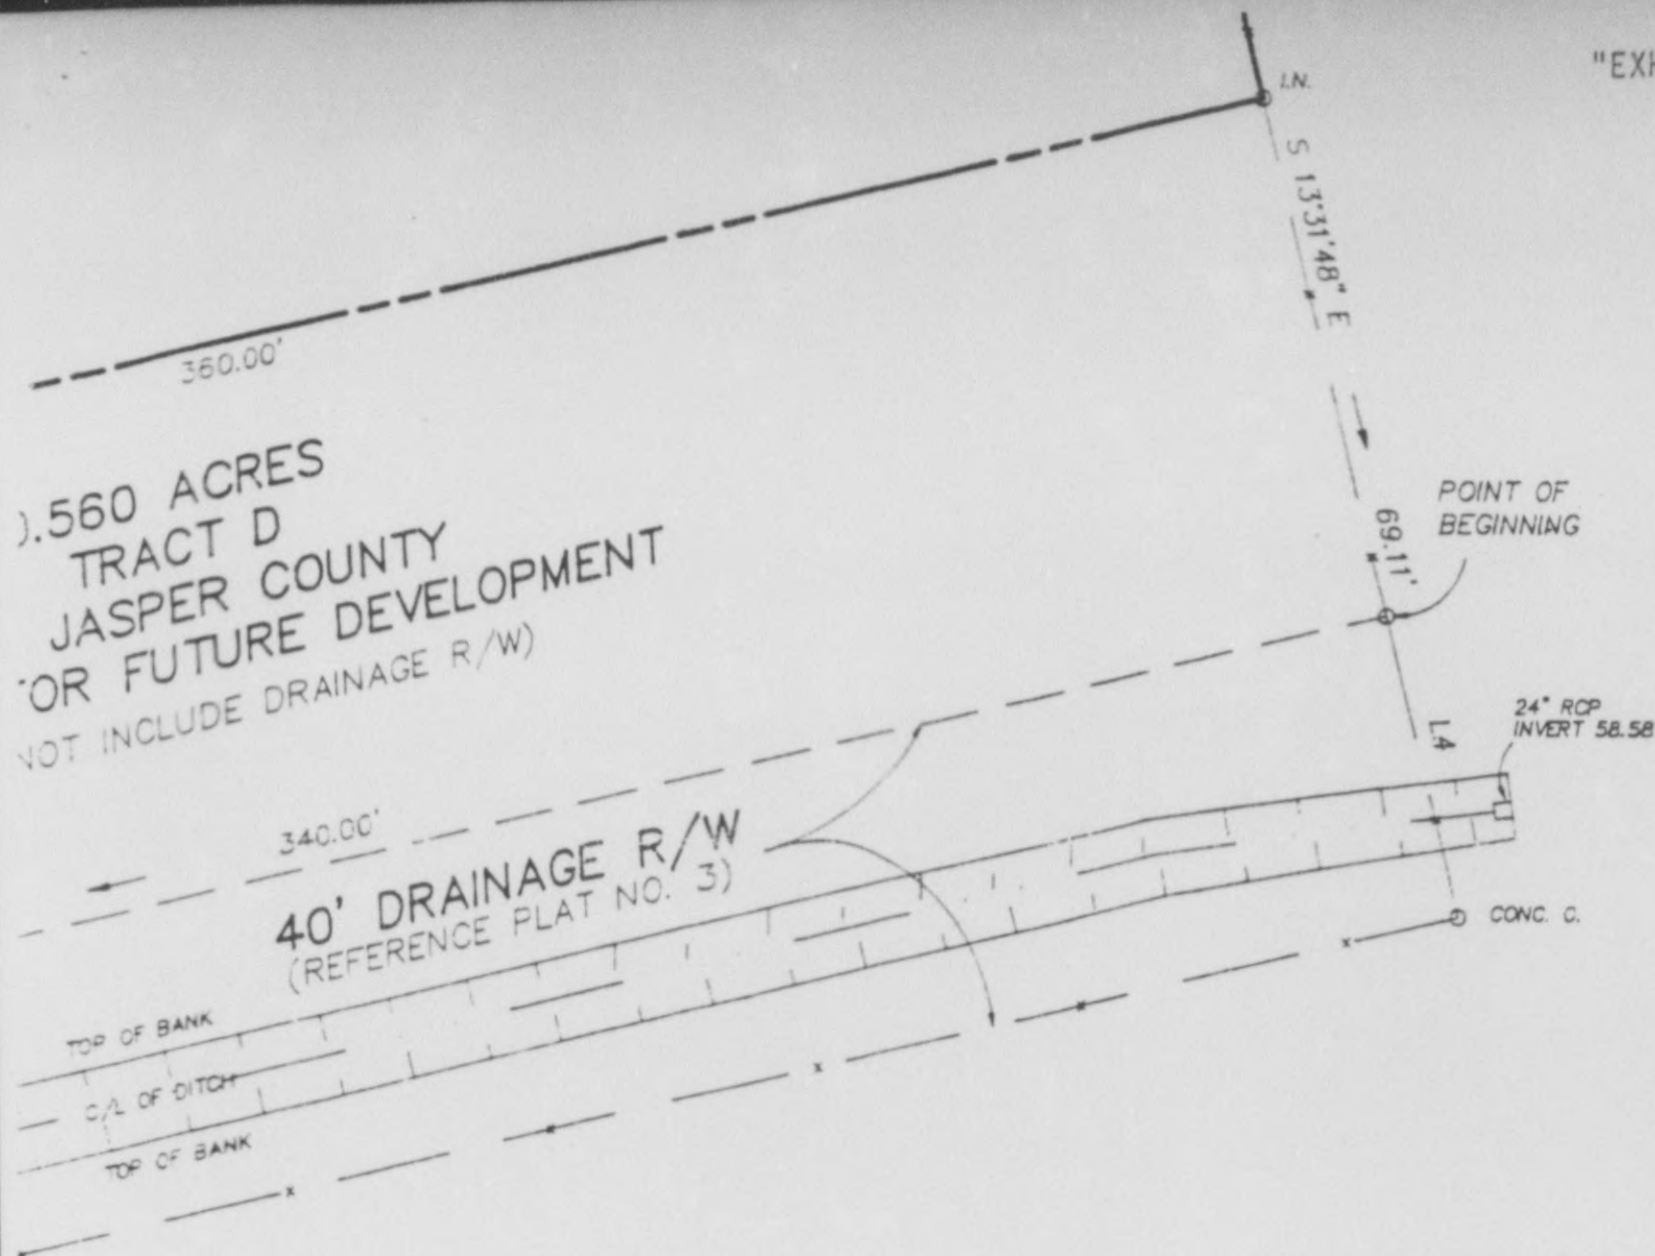 "EXH
I.N.
S 13°31'48" E
360.00'
.560 ACRES
TRACT D
JASPER COUNTY
OR FUTURE DEVELOPMENT
NOT INCLUDE DRAINAGE R/W)
69.11'
POINT OF
BEGINNING
L4
24" RCP
INVERT 58.58
340.00'
40' DRAINAGE R/W
(REFERENCE PLAT NO. 3)
CONC. O.
TOP OF BANK
C/L OF DITCH
TOP OF BANK